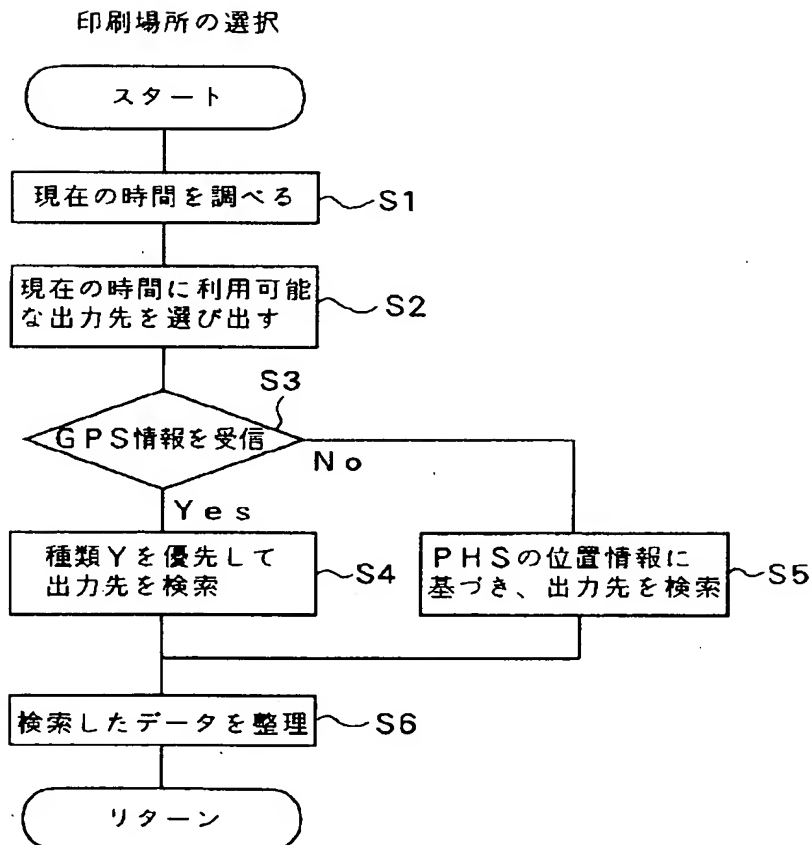 印刷場所の選択
スタート
現在の時間を調べる
S1
現在の時間に利用可能
な出力先を選び出す
S2
S3
GPS情報を受信
No
Yes
種類Yを優先して
出力先を検索
S4
PHSの位置情報に
基づき、出力先を検索
S5
検索したデータを整理
S6
リターン